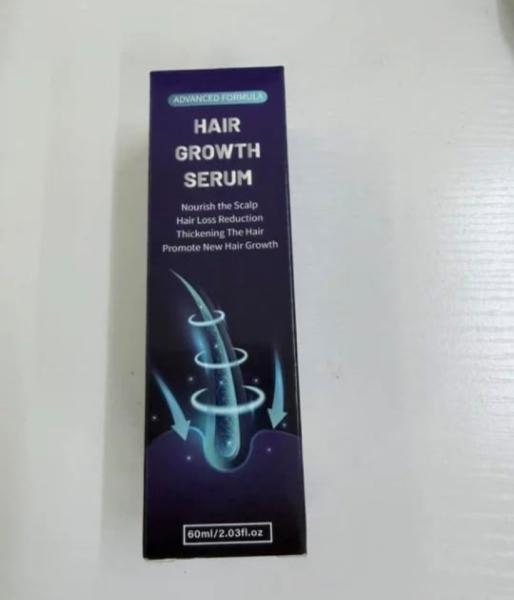 ADVANCED FORMULA
HAIR
GROWTH
SERUM
Nourish the Scalp
Hair Loss Reduction
Thickening The Hair
Promote New Hair Growth
60ml/2.03fl.oz